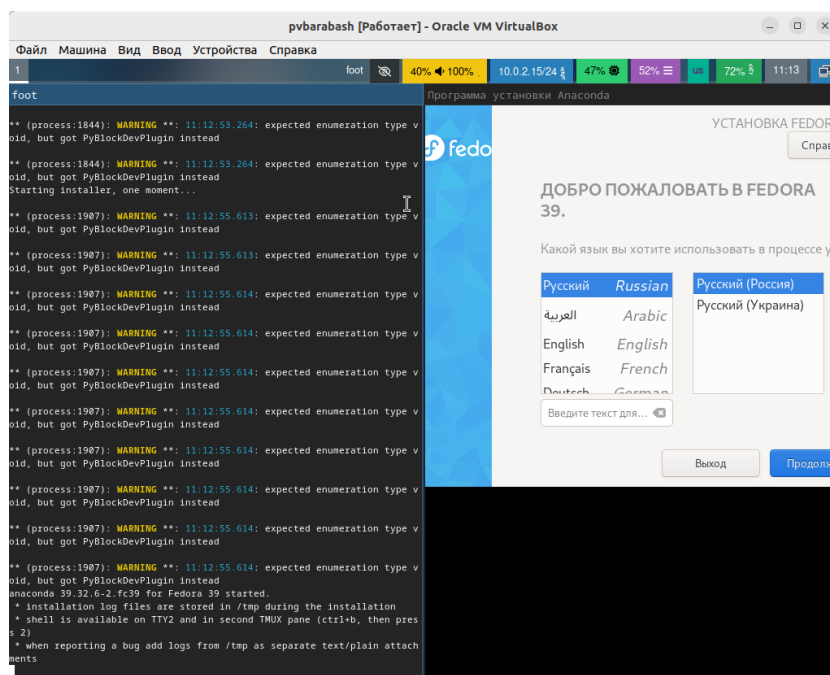 pvbarabash [Работает] - Oracle VM VirtualBox
Файл Машина Вид Ввод Устройства Справка
1 foot 40% 100% 10.0.2.15/24 47% 52% us 72% 11:13
foot
** (process:1844): WARNING **: 11:12:53.264: expected enumeration type v
oid, but got PyBlockDevPlugin instead
** (process:1844): WARNING **: 11:12:53.264: expected enumeration type v
oid, but got PyBlockDevPlugin instead
Starting installer, one moment...
** (process:1907): WARNING **: 11:12:55.613: expected enumeration type v
oid, but got PyBlockDevPlugin instead
** (process:1907): WARNING **: 11:12:55.613: expected enumeration type v
oid, but got PyBlockDevPlugin instead
** (process:1907): WARNING **: 11:12:55.614: expected enumeration type v
oid, but got PyBlockDevPlugin instead
** (process:1907): WARNING **: 11:12:55.614: expected enumeration type v
oid, but got PyBlockDevPlugin instead
** (process:1907): WARNING **: 11:12:55.614: expected enumeration type v
oid, but got PyBlockDevPlugin instead
** (process:1907): WARNING **: 11:12:55.614: expected enumeration type v
oid, but got PyBlockDevPlugin instead
** (process:1907): WARNING **: 11:12:55.614: expected enumeration type v
oid, but got PyBlockDevPlugin instead
** (process:1907): WARNING **: 11:12:55.614: expected enumeration type v
oid, but got PyBlockDevPlugin instead
** (process:1907): WARNING **: 11:12:55.614: expected enumeration type v
oid, but got PyBlockDevPlugin instead
** (process:1907): WARNING **: 11:12:55.614: expected enumeration type v
oid, but got PyBlockDevPlugin instead
anaconda 39.32.6-2.fc39 for Fedora 39 started.
* installation log files are stored in /tmp during the installation
* shell is available on TTY2 and in second TMUX pane (ctrl+b, then pres
s 2)
* when reporting a bug add logs from /tmp as separate text/plain attach
ments
Программа установки Anaconda
fedo
УСТАНОВКА FEDOR
Справ
ДОБРО ПОЖАЛОВАТЬ В FEDORA
39.
Какой язык вы хотите использовать в процессе у
Русский Russian
العربية Arabic
English English
Français French
Deutsch German
Русский (Россия)
Русский (Украина)
Введите текст для...
Выход
Продолж